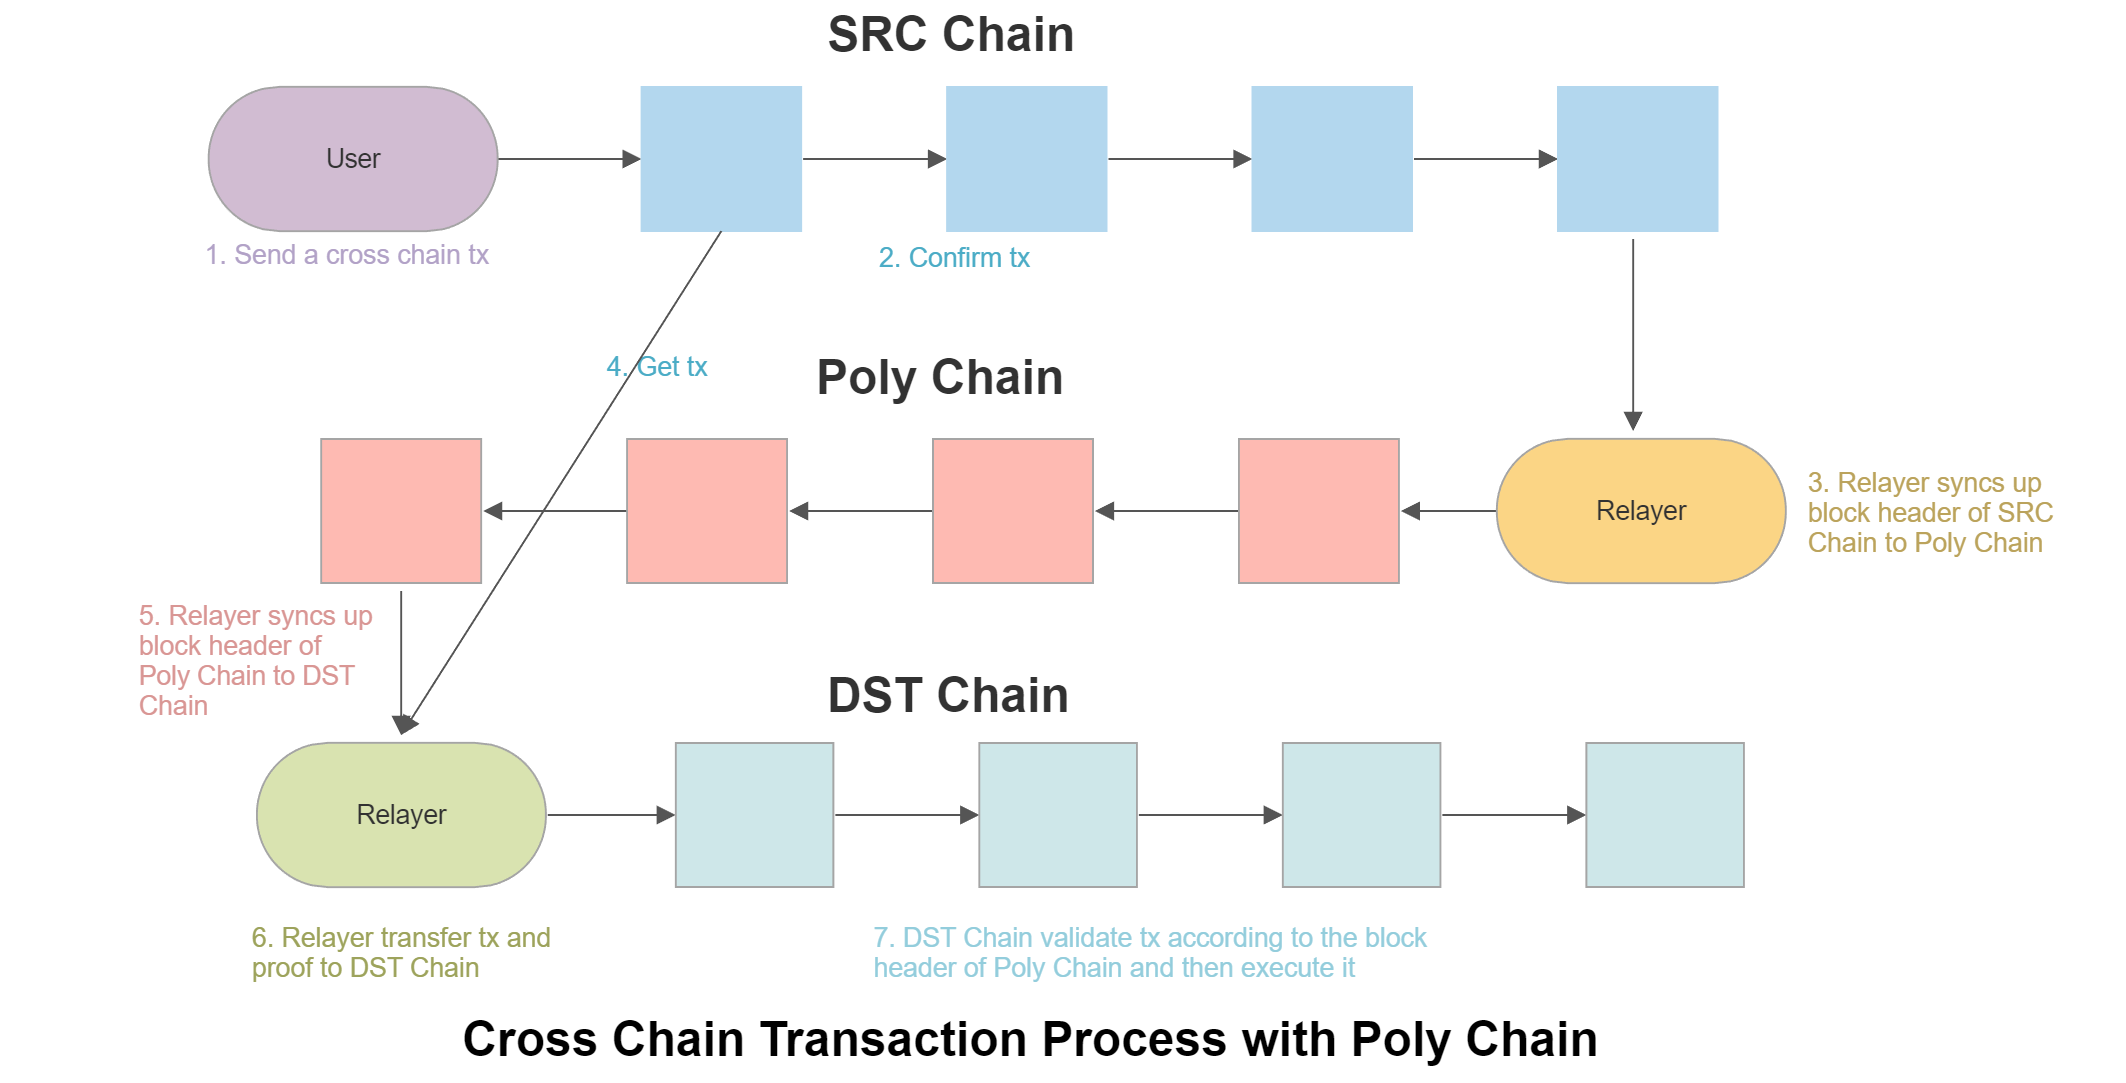 SRC Chain
User
1. Send a cross chain tx
2. Confirm tx
4. Get tx
Poly Chain
Relayer
3. Relayer syncs up
block header of SRC
Chain to Poly Chain
5. Relayer syncs up
block header of
Poly Chain to DST
Chain
DST Chain
Relayer
6. Relayer transfer tx and
proof to DST Chain
7. DST Chain validate tx according to the block
header of Poly Chain and then execute it
Cross Chain Transaction Process with Poly Chain